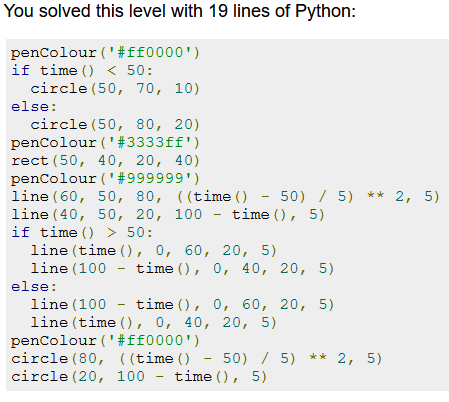 You solved this level with 19 lines of Python:
penColour('#ff0000')
if time() < 50:
  circle(50, 70, 10)
else:
  circle(50, 80, 20)
penColour('#3333ff')
rect(50, 40, 20, 40)
penColour('#999999')
line(60, 50, 80, ((time() - 50) / 5) ** 2, 5)
line(40, 50, 20, 100 - time(), 5)
if time() > 50:
  line(time(), 0, 60, 20, 5)
  line(100 - time(), 0, 40, 20, 5)
else:
  line(100 - time(), 0, 60, 20, 5)
  line(time(), 0, 40, 20, 5)
penColour('#ff0000')
circle(80, ((time() - 50) / 5) ** 2, 5)
circle(20, 100 - time(), 5)